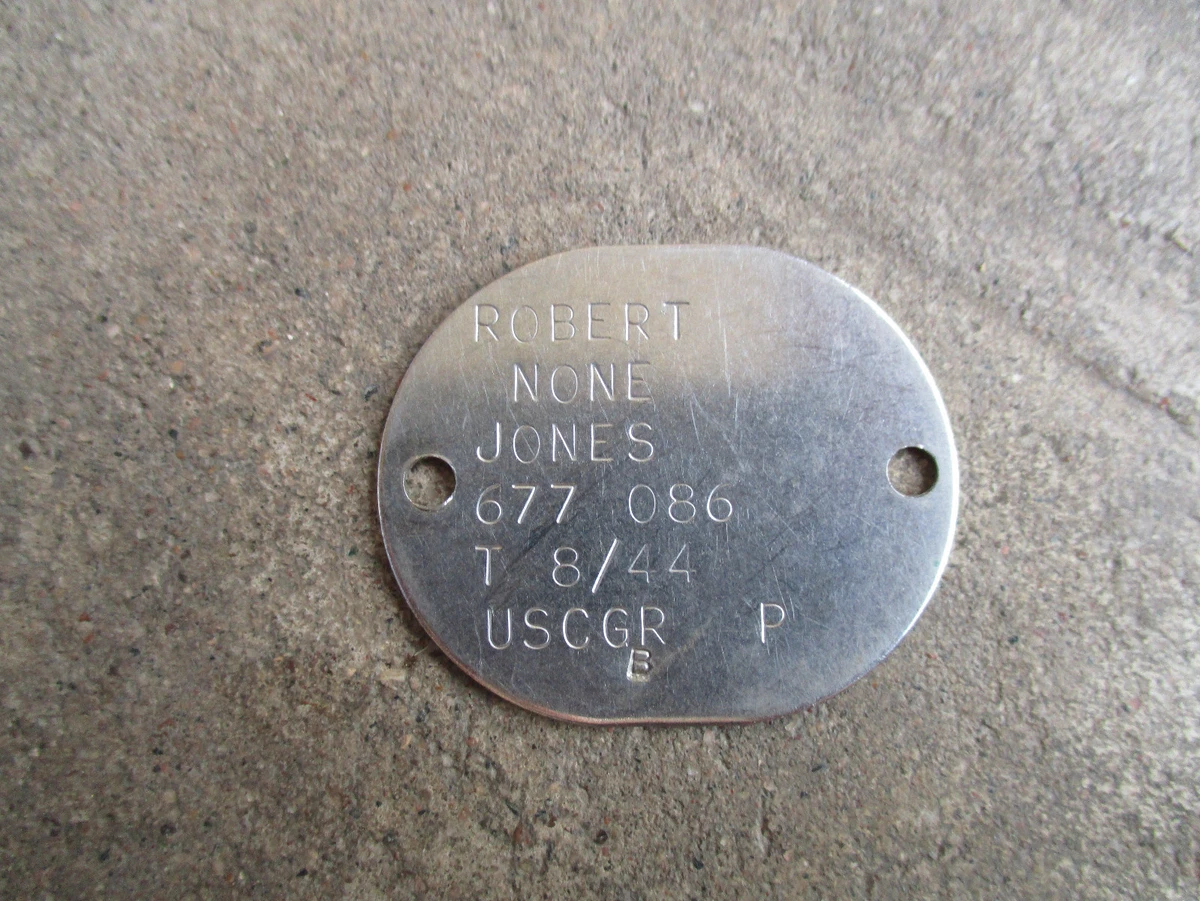 ROBERT
NONE
JONES
677 086
T 8/44
USCGR P
B